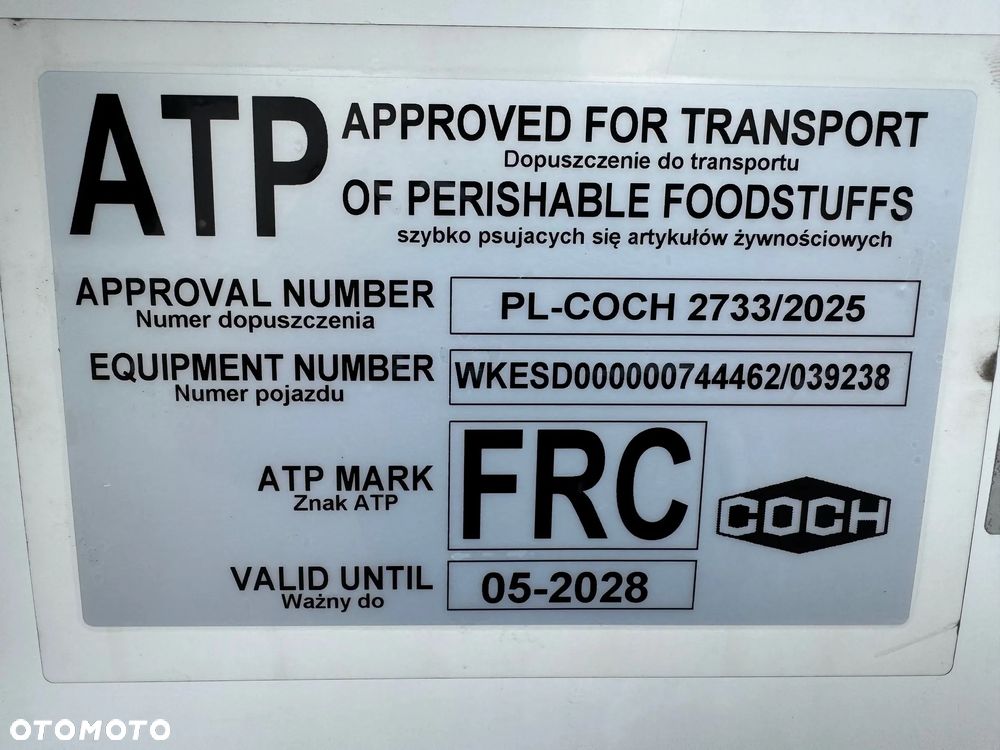 ATP
APPROVED FOR TRANSPORT
Dopuszczenie do transportu
OF PERISHABLE FOODSTUFFS
szybko psujacych się artykułów żywnościowych
APPROVAL NUMBER
Numer dopuszczenia
PL-COCH 2733/2025
EQUIPMENT NUMBER
Numer pojazdu
WKESD000000744462/039238
ATP MARK
Znak ATP
FRC
COCH
VALID UNTIL
Ważny do
05-2028
OTOMOTO